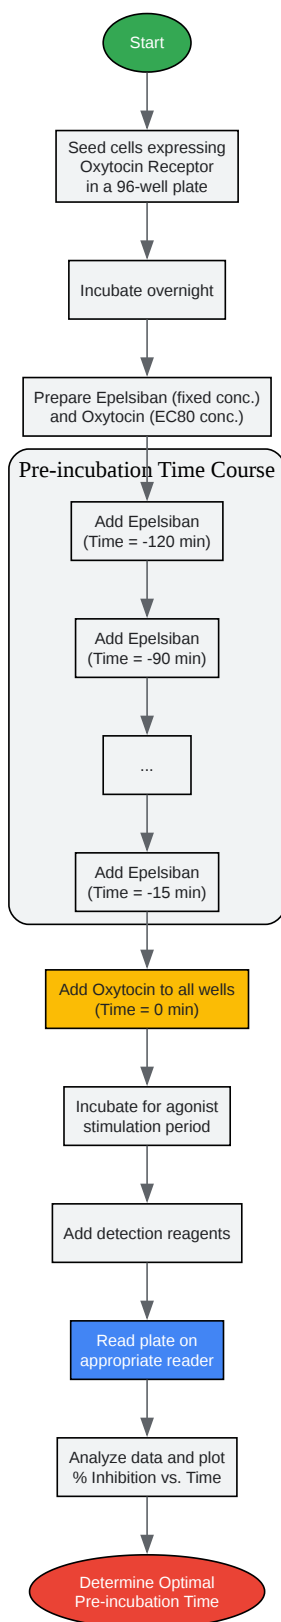 Start
Seed cells expressing
Oxytocin Receptor
in a 96-well plate
Incubate overnight
Prepare Epelsiban (fixed conc.)
and Oxytocin (EC80 conc.)
Pre-incubation Time Course
Add Epelsiban
(Time = -120 min)
Add Epelsiban
(Time = -90 min)
...
Add Epelsiban
(Time = -15 min)
Add Oxytocin to all wells
(Time = 0 min)
Incubate for agonist
stimulation period
Add detection reagents
Read plate on
appropriate reader
Analyze data and plot
% Inhibition vs. Time
Determine Optimal
Pre-incubation Time